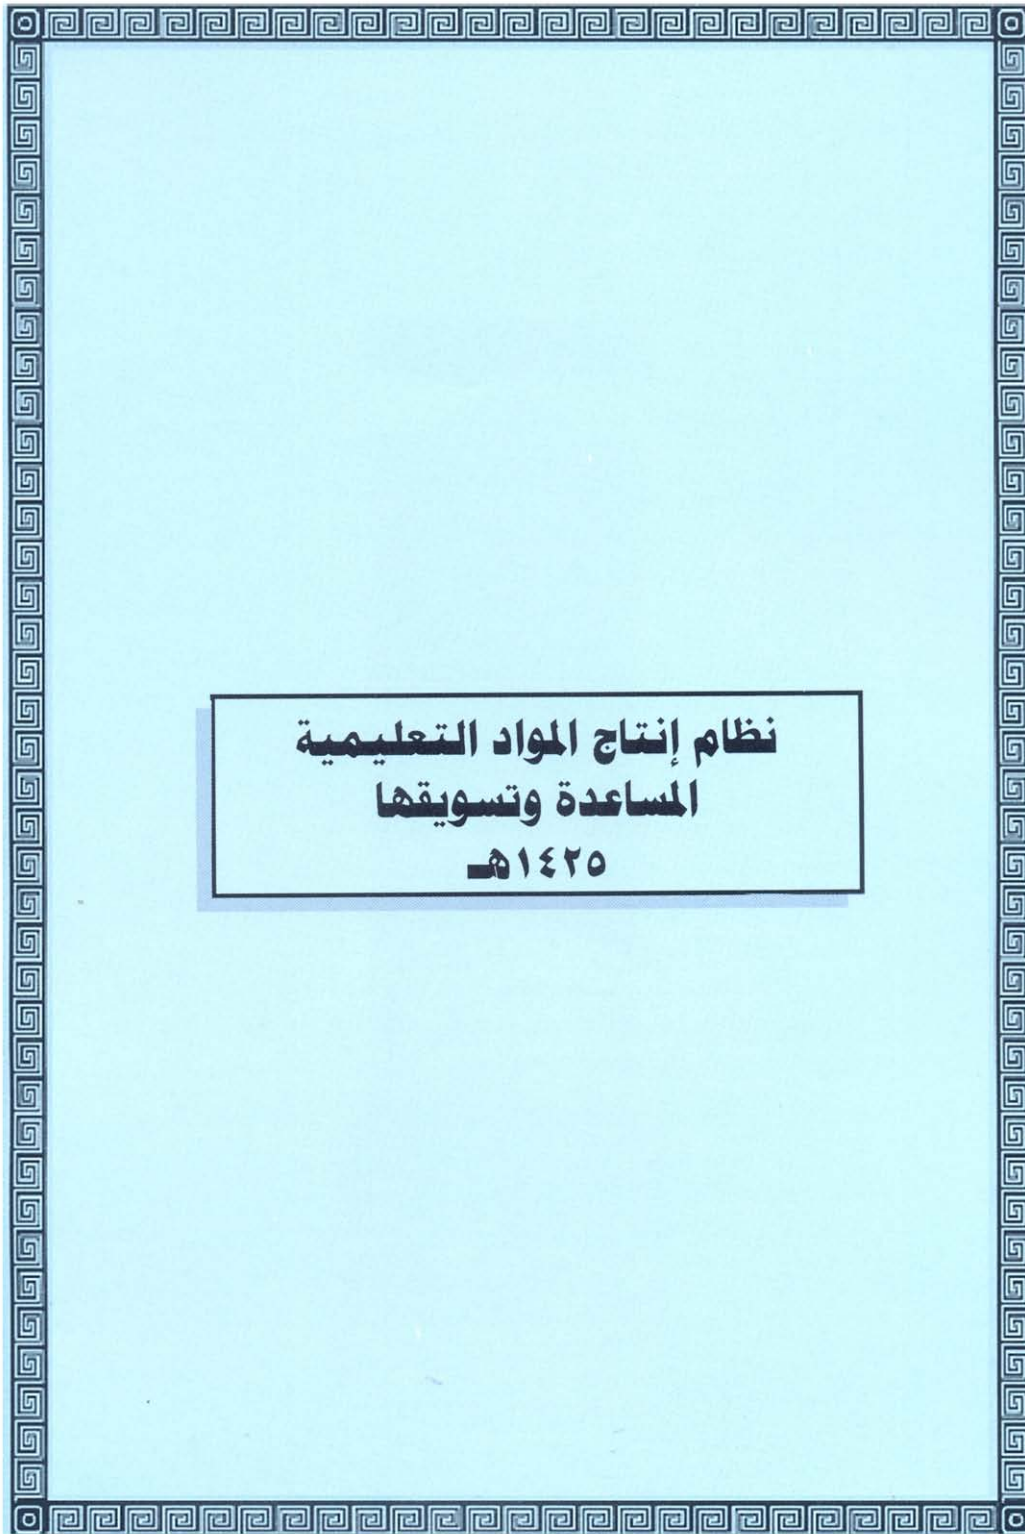 نظام إنتاج المواد التعليمية
المساعدة وتسويقها
١٤٢٥هـ